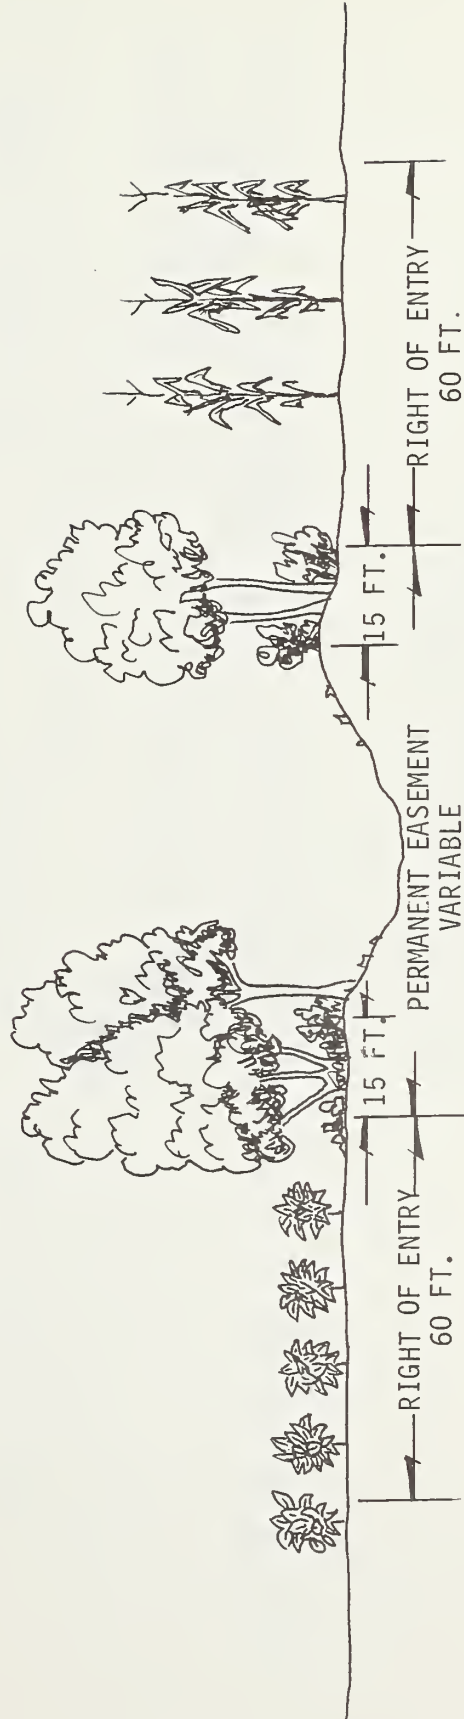 RIGHT OF ENTRY
60 FT.
15 FT.
PERMANENT EASEMENT
VARIABLE
15 FT.
RIGHT OF ENTRY
60 FT.